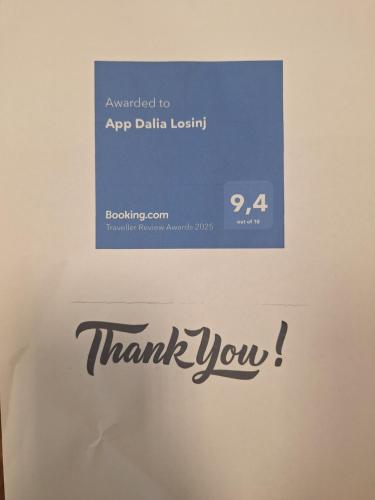 Awarded to
App Dalia Losinj
9,4
out of 10
Booking.com
Traveller Review Awards 2025
Thank You!